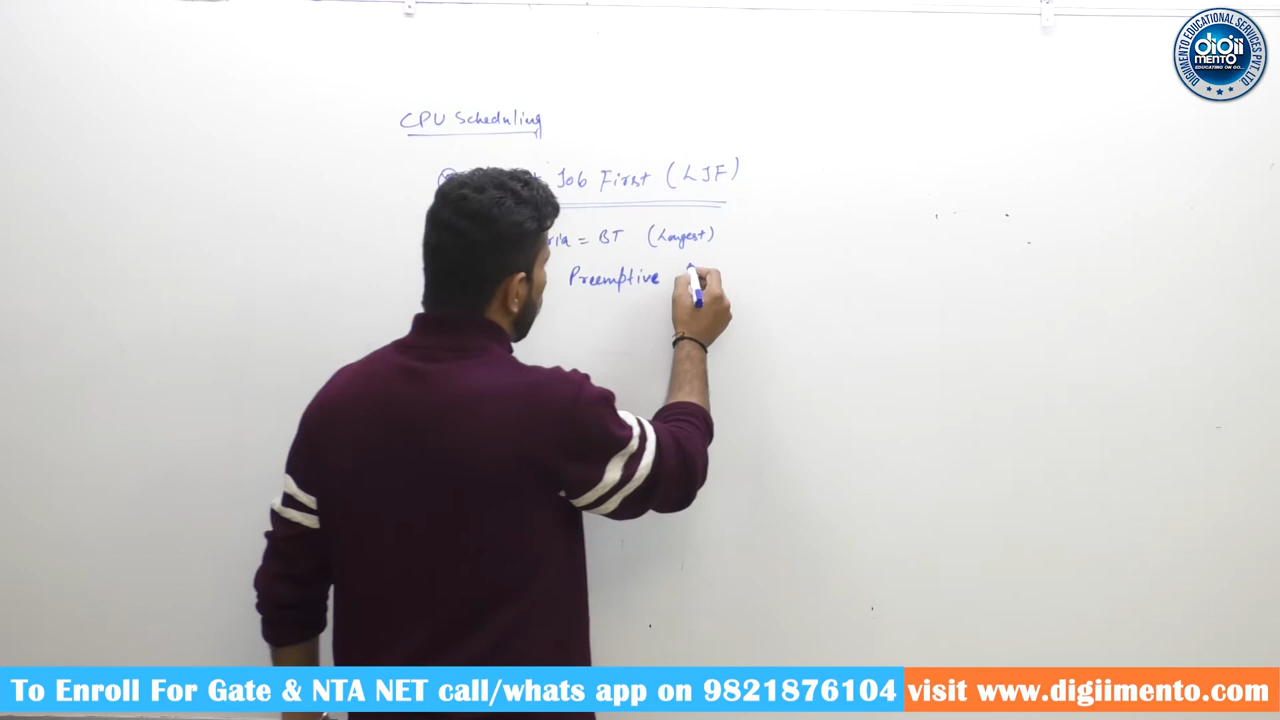 DIGIIMENTO EDUCATIONAL SERVICES PVT. LTD
digii
MENTO
EDUCATING ON GO...
CPU Scheduling
Job First (LJF)
= BT (Longest)
Preemptive
To Enroll For Gate & NTA NET call/whats app on 9821876104 visit www.digiimento.com